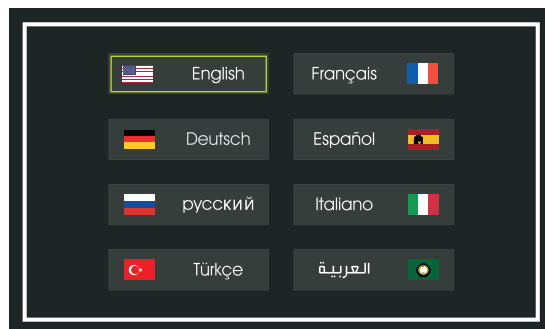 English
Français
Deutsch
Español
русский
Italiano
Türkçe
العربية